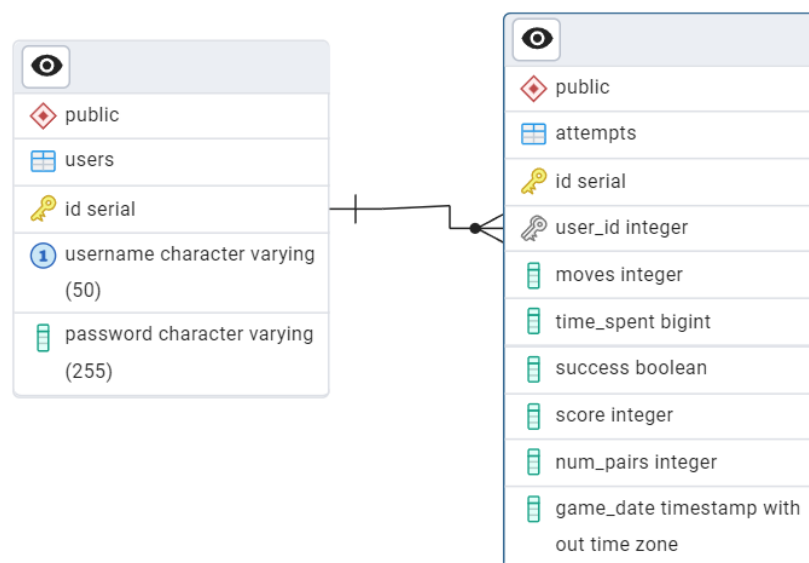 public
users
id serial
1
username character varying
(50)
password character varying
(255)
public
attempts
id serial
user_id integer
moves integer
time_spent bigint
success boolean
score integer
num_pairs integer
game_date timestamp with
out time zone